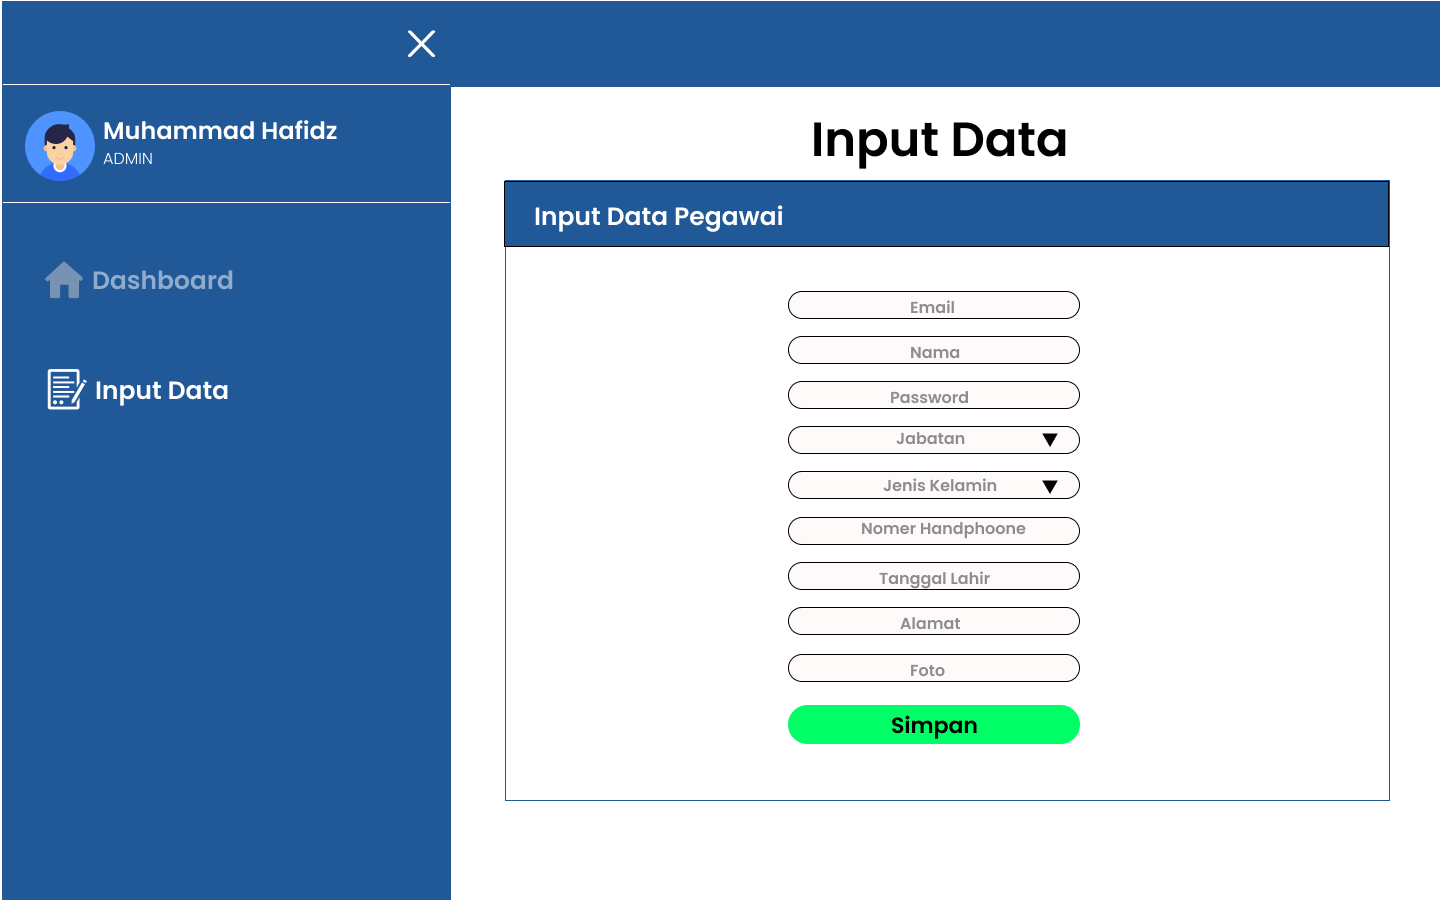 Muhammad Hafidz
ADMIN
Dashboard
Input Data
Input Data
Input Data Pegawai
Email
Nama
Password
Jabatan
Jenis Kelamin
Nomer Handphoone
Tanggal Lahir
Alamat
Foto
Simpan